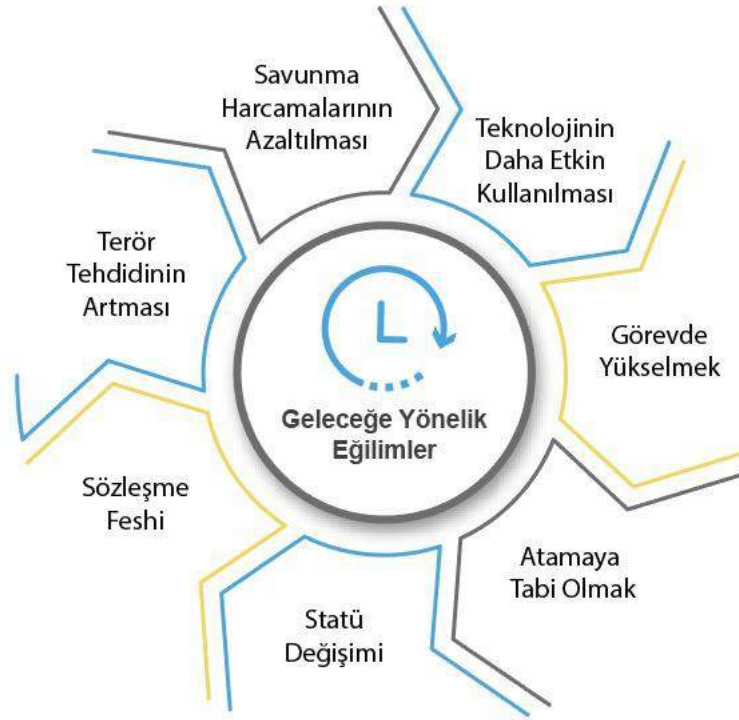 Savunma
Harcamalarının
Azaltılması
Teknolojinin
Daha Etkin
Kullanılması
Görevde
Yükselmek
Atamaya
Tabi Olmak
Statü
Değişimi
Sözleşme
Feshi
Terör
Tehdidinin
Artması
Geleceğe Yönelik
Eğilimler